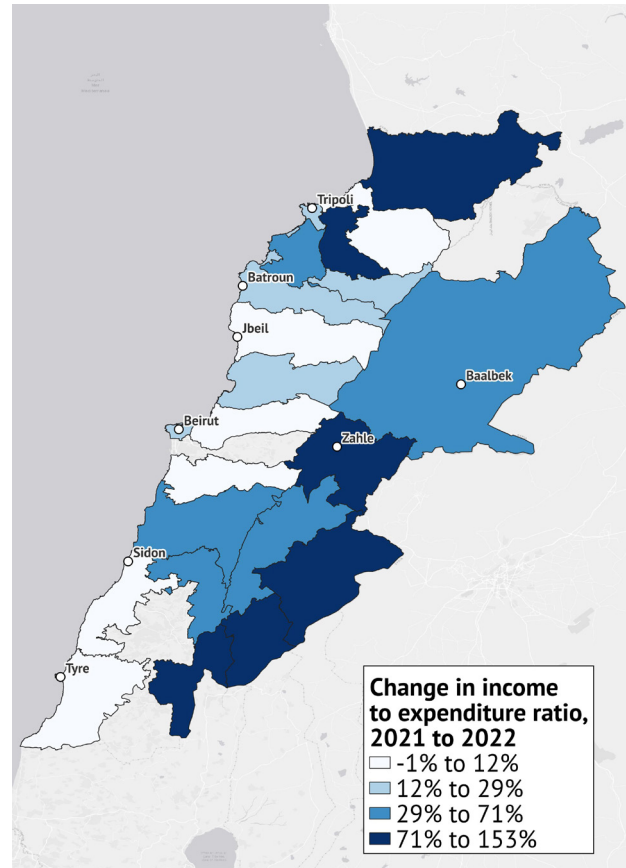 Tripoli
Batroun
Jbeil
Baalbek
Beirut
Zahle
Sidon
Tyre
Change in income
to expenditure ratio,
2021 to 2022
-1% to 12%
12% to 29%
29% to 71%
71% to 153%